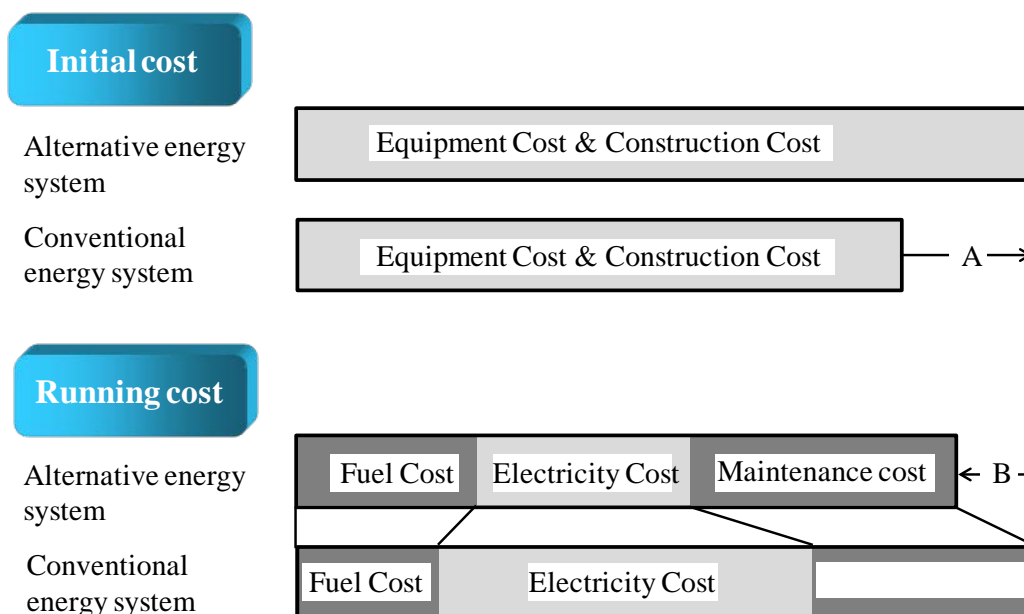 Initial cost
Alternative energy
system
Equipment Cost & Construction Cost
Conventional
energy system
Equipment Cost & Construction Cost
A
Running cost
Alternative energy
system
Fuel Cost
Electricity Cost
Maintenance cost
B
Conventional
energy system
Fuel Cost
Electricity Cost